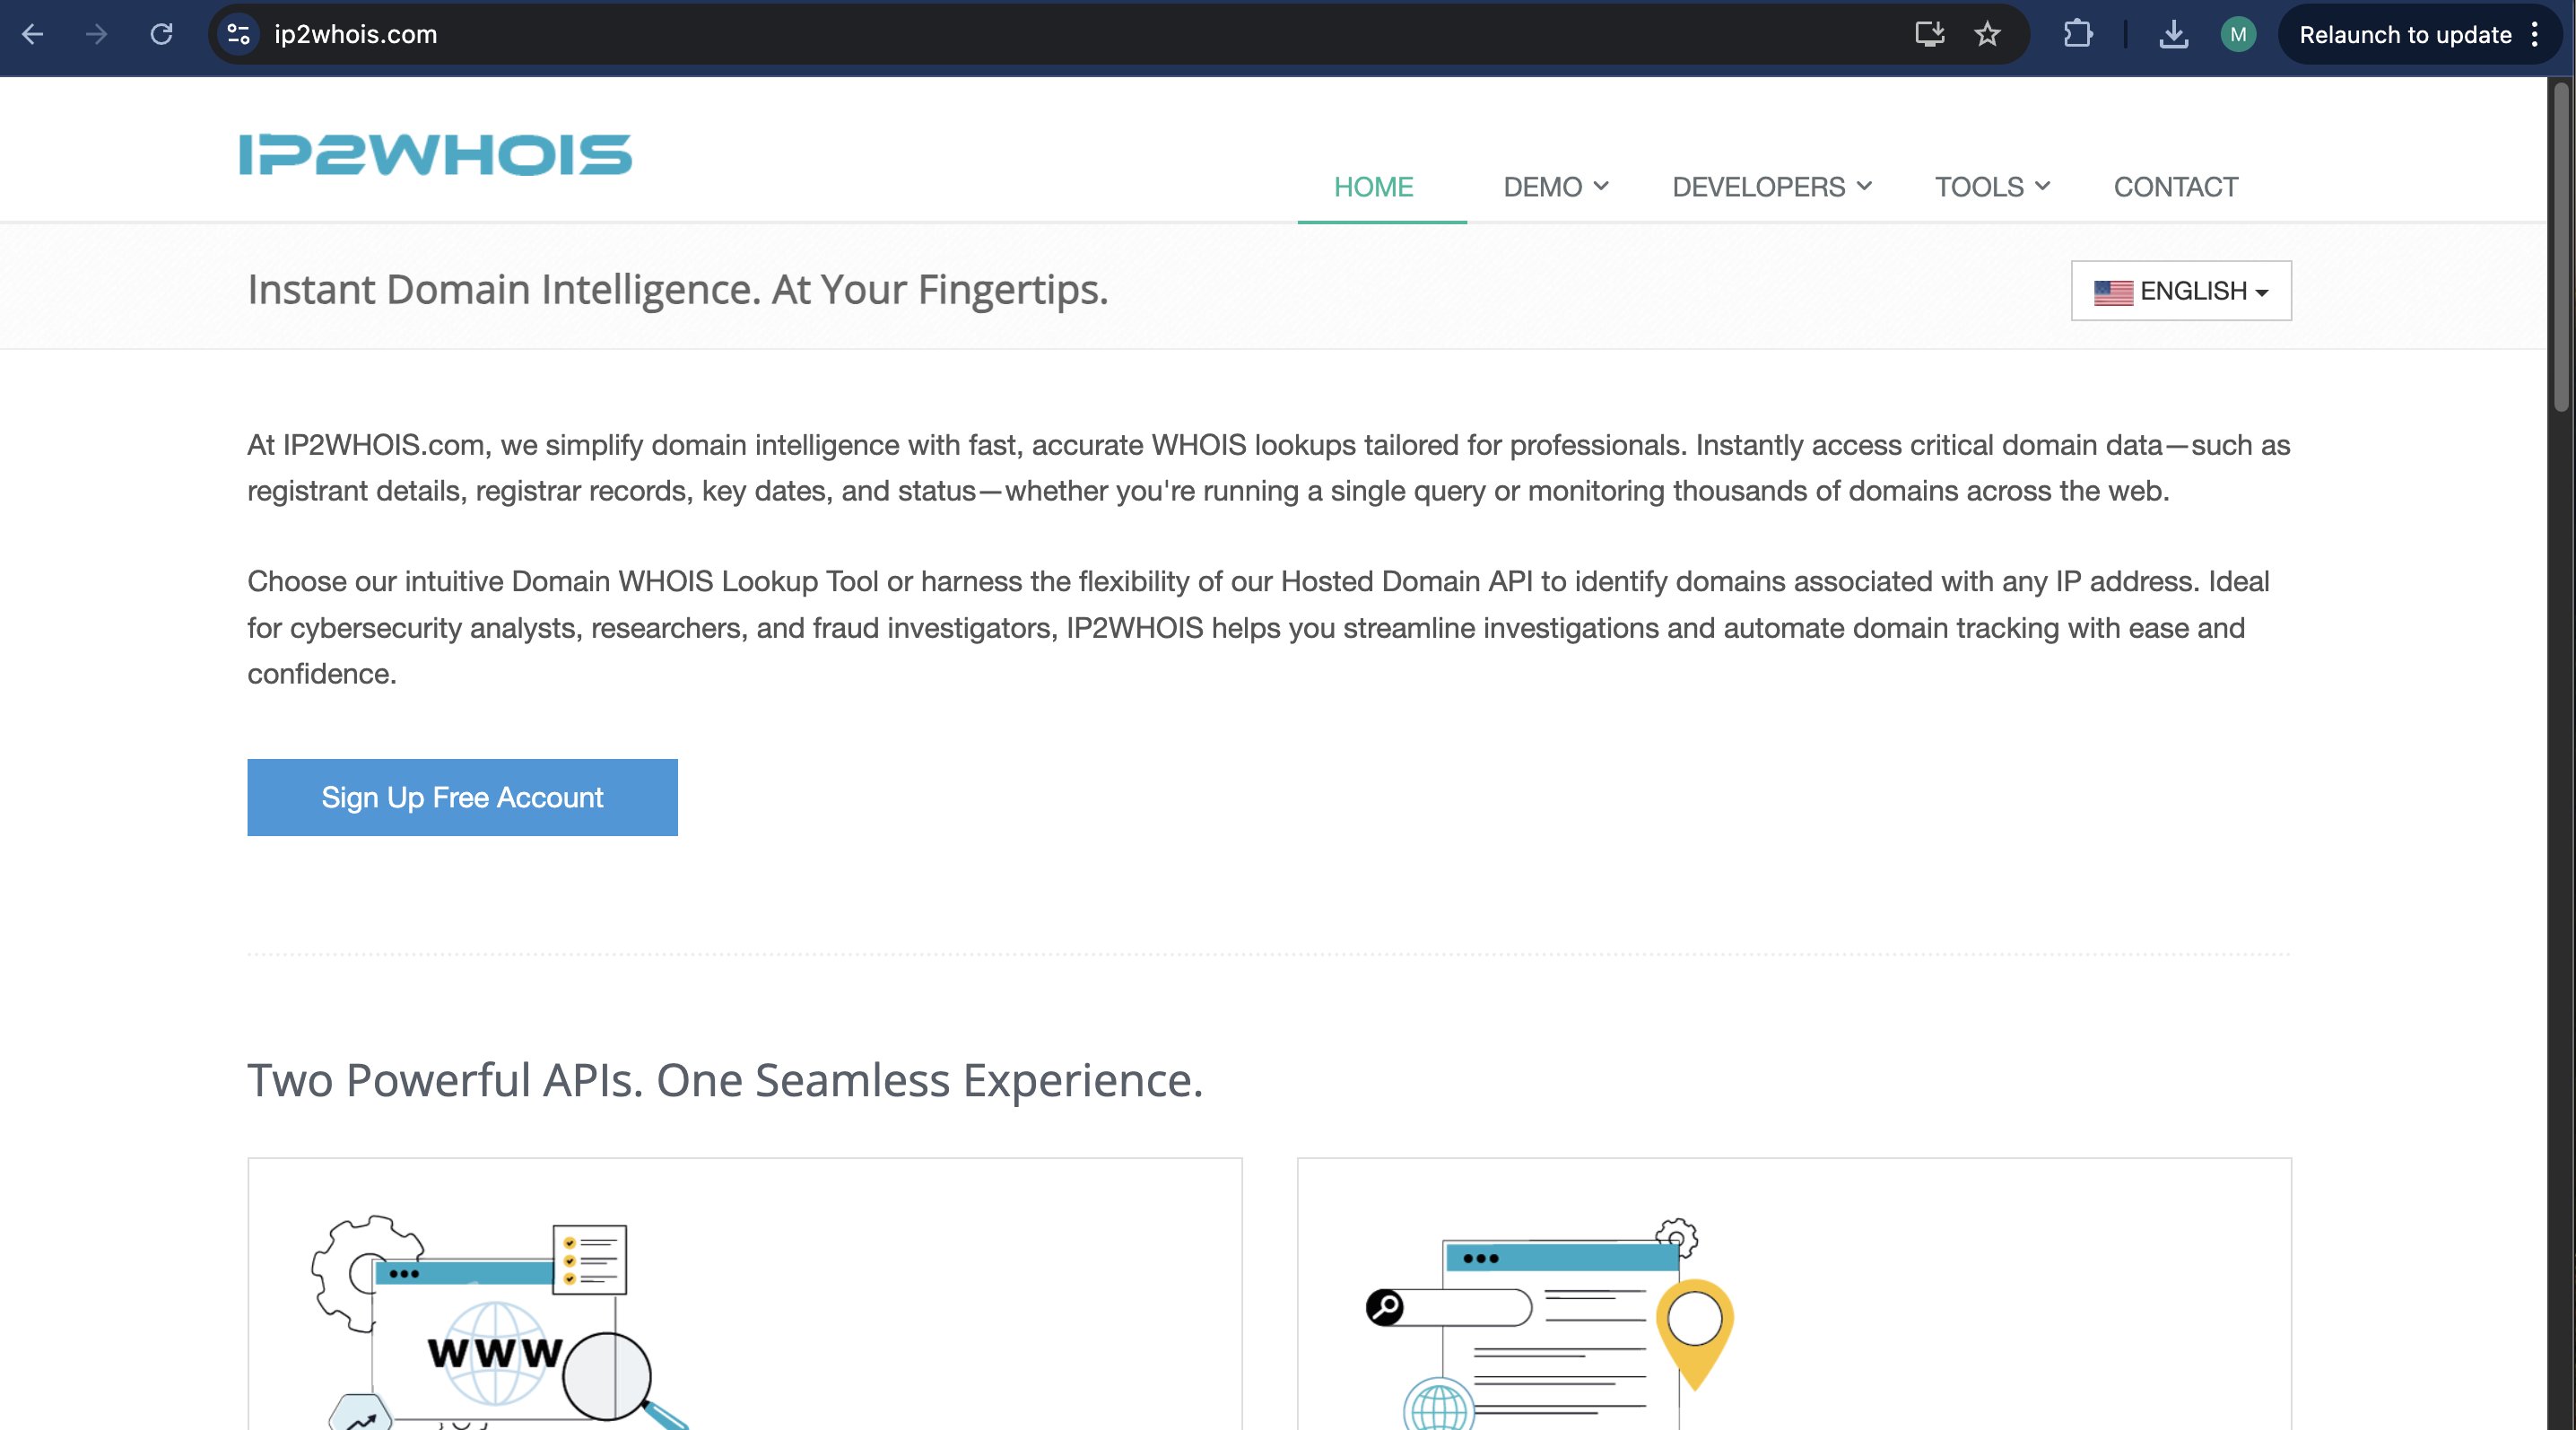 ip2whois.com
M
Relaunch to update
IP2WHOIS
HOME
DEMO
DEVELOPERS
TOOLS
CONTACT
Instant Domain Intelligence. At Your Fingertips.
ENGLISH
At IP2WHOIS.com, we simplify domain intelligence with fast, accurate WHOIS lookups tailored for professionals. Instantly access critical domain data—such as
registrant details, registrar records, key dates, and status—whether you're running a single query or monitoring thousands of domains across the web.
Choose our intuitive Domain WHOIS Lookup Tool or harness the flexibility of our Hosted Domain API to identify domains associated with any IP address. Ideal
for cybersecurity analysts, researchers, and fraud investigators, IP2WHOIS helps you streamline investigations and automate domain tracking with ease and
confidence.
Sign Up Free Account
Two Powerful APIs. One Seamless Experience.
WWW